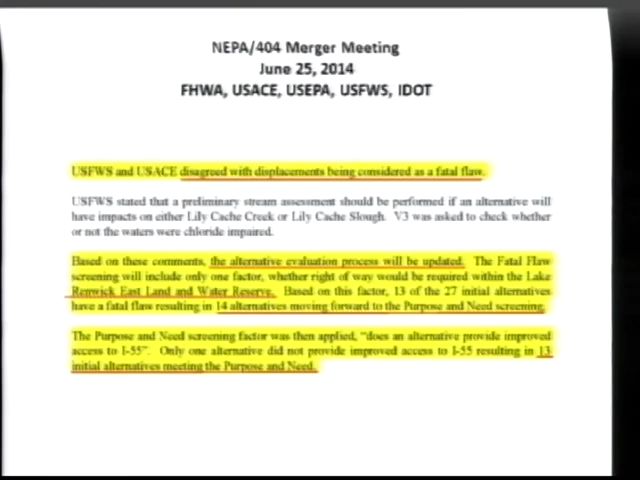 NEPA/404 Merger Meeting
June 25, 2014
FHWA, USACE, USEPA, USFWS, IDOT
USFWS and USACE disagreed with displacements being considered as a fatal flaw.
USFWS stated that a preliminary stream assessment should be performed if an alternative will
have impacts on either Lily Cache Creek or Lily Cache Slough. V3 was asked to check whether
or not the waters were chloride impaired.
Based on these comments, the alternative evaluation process will be updated. The Fatal Flaw
screening will include only one factor, whether right of way would be required within the Lake
Renwick East Land and Water Reserve. Based on this factor, 13 of the 27 initial alternatives
have a fatal flaw resulting in 14 alternatives moving forward to the Purpose and Need screening.
The Purpose and Need screening factor was then applied, "does an alternative provide improved
access to I-55". Only one alternative did not provide improved access to I-55 resulting in 13
initial alternatives meeting the Purpose and Need.